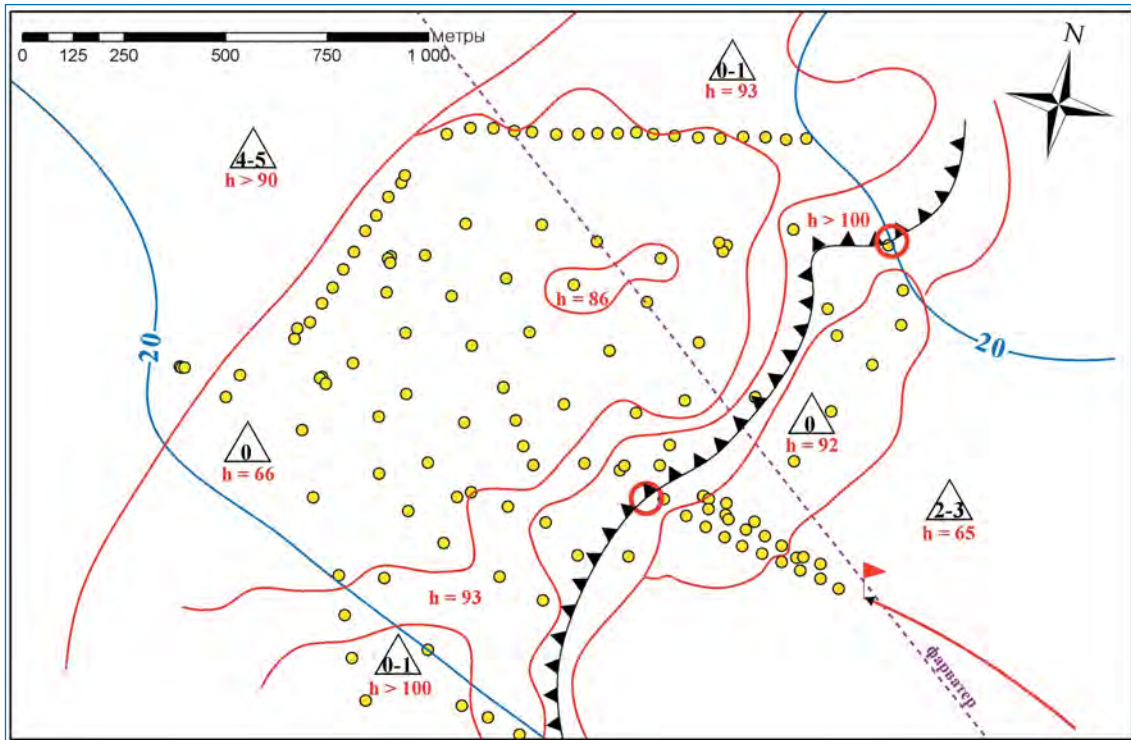 метры
0 125 250 500 750 1 000
N
0-1
h = 93
4-5
h > 90
h > 100
h = 86
20
20
0
h = 92
0
h = 66
2-3
h = 65
h = 93
0-1
h > 100
фарватер